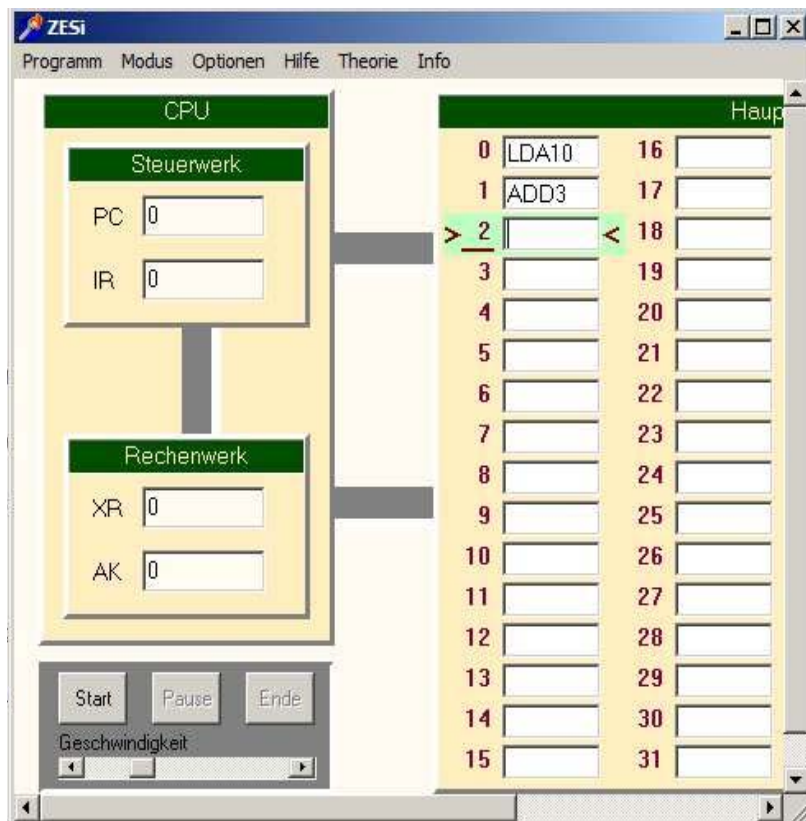 ZESi
Programm Modus Optionen Hilfe Theorie Info
CPU
Steuerwerk
PC 0
IR 0
Rechenwerk
XR 0
AK 0
Start Pause Ende
Geschwindigkeit
Haup
0 LDA10 16
1 ADD3 17
> 2 < 18
3 19
4 20
5 21
6 22
7 23
8 24
9 25
10 26
11 27
12 28
13 29
14 30
15 31